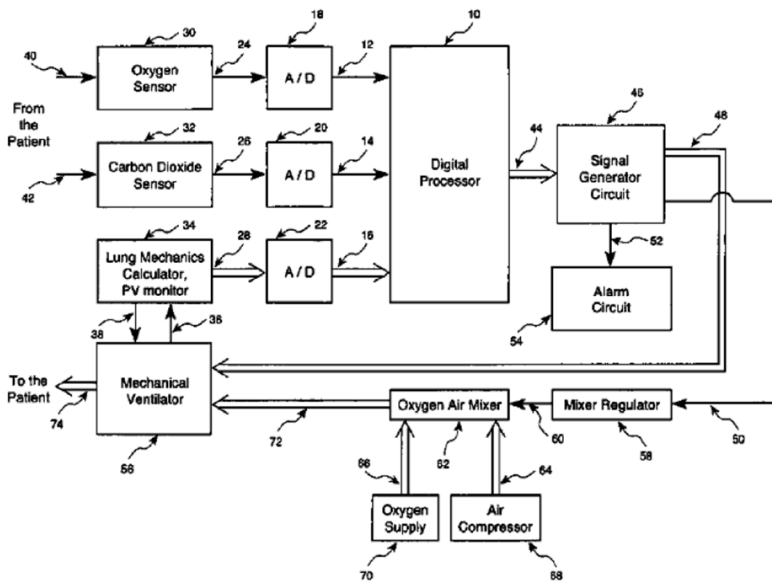 30
18
10
40
24
12
Oxygen
Sensor
A / D
46
48
From
the
Patient
32
20
44
26
14
Carbon Dioxide
Sensor
A / D
Digital
Processor
Signal
Generator
Circuit
42
34
22
28
16
52
Lung Mechanics
Calculator,
PV monitor
A / D
Alarm
Circuit
38
36
54
To the
Patient
Mechanical
Ventilator
Oxygen Air Mixer
Mixer Regulator
74
72
60
50
56
62
58
66
64
Oxygen
Supply
Air
Compressor
70
68